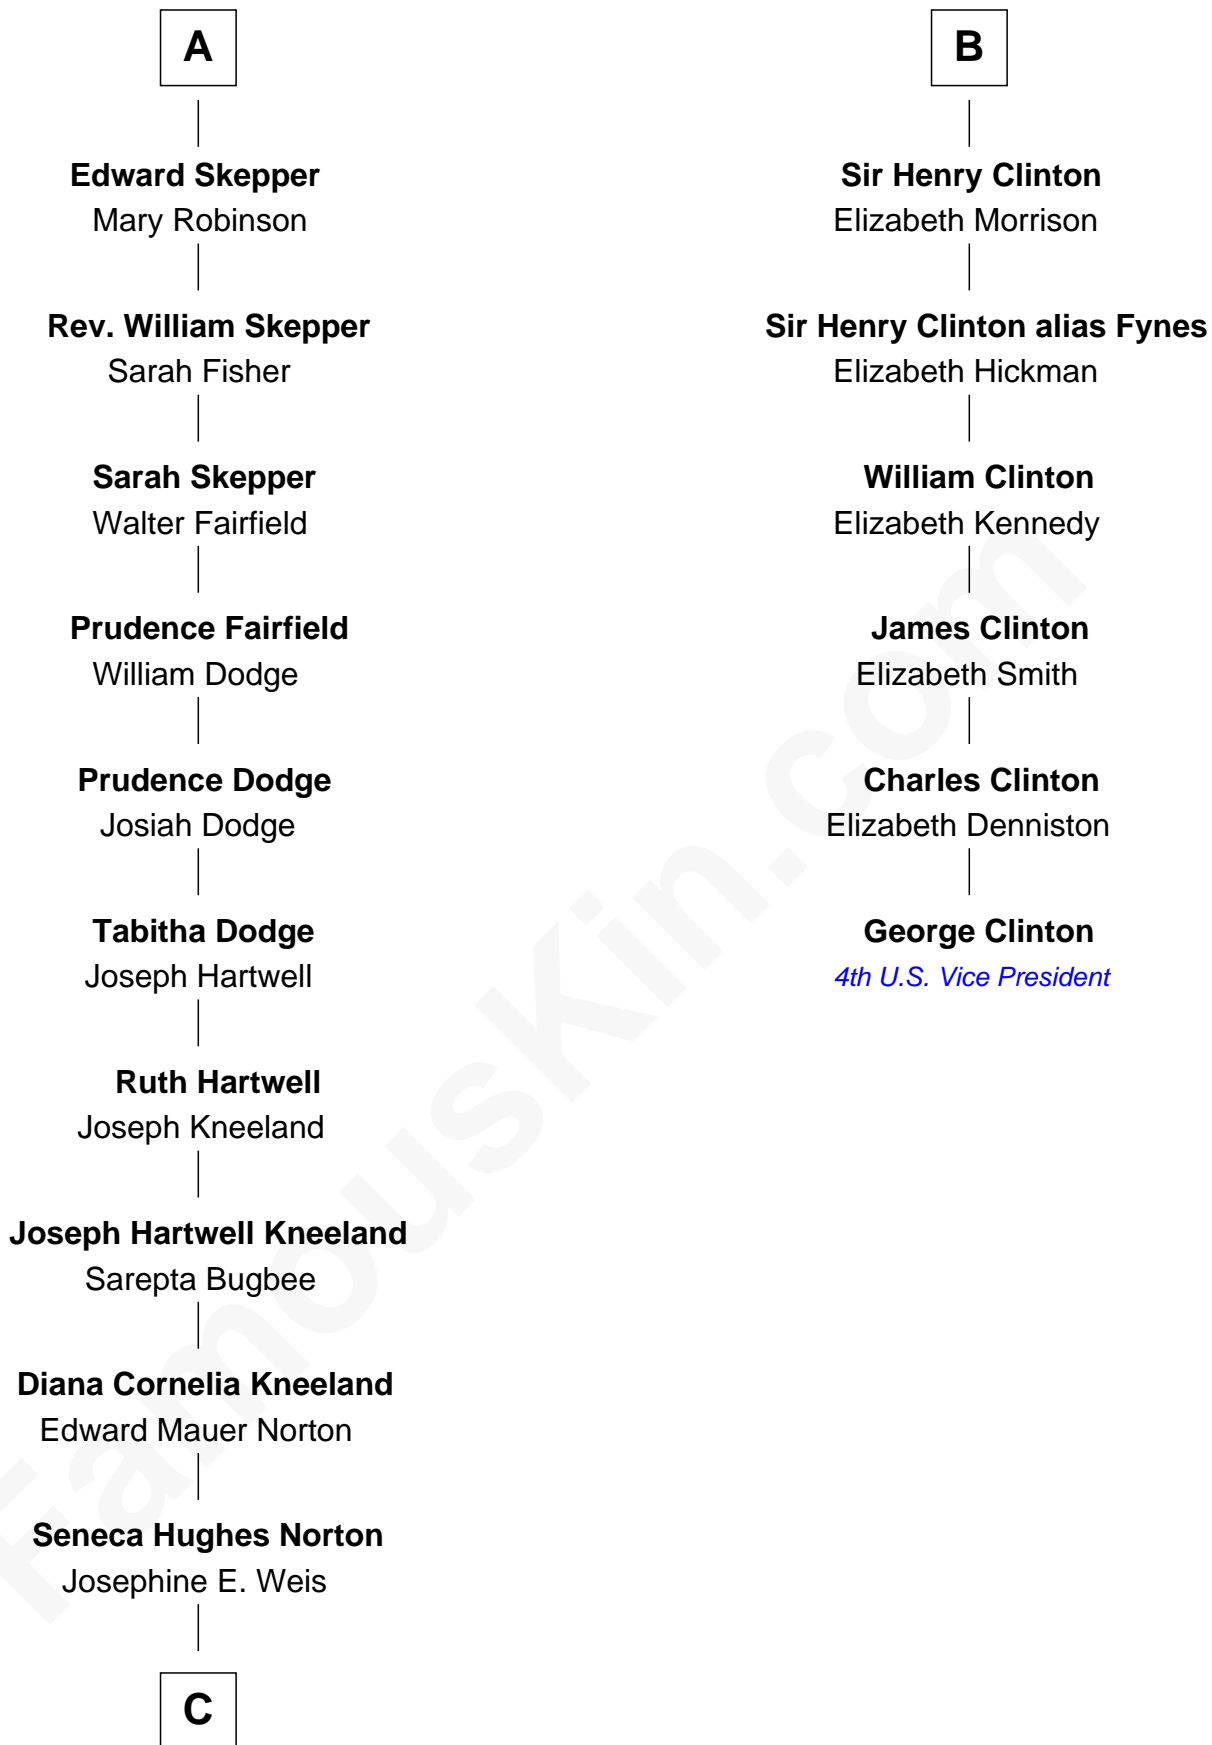 A
Edward Skepper
Mary Robinson
Rev. William Skepper
Sarah Fisher
Sarah Skepper
Walter Fairfield
Prudence Fairfield
William Dodge
Prudence Dodge
Josiah Dodge
Tabitha Dodge
Joseph Hartwell
Ruth Hartwell
Joseph Kneeland
Joseph Hartwell Kneeland
Sarepta Bugbee
Diana Cornelia Kneeland
Edward Mauer Norton
Seneca Hughes Norton
Josephine E. Weis
C
B
Sir Henry Clinton
Elizabeth Morrison
Sir Henry Clinton alias Fynes
Elizabeth Hickman
William Clinton
Elizabeth Kennedy
James Clinton
Elizabeth Smith
Charles Clinton
Elizabeth Denniston
George Clinton
4th U.S. Vice President
FamousKin.com